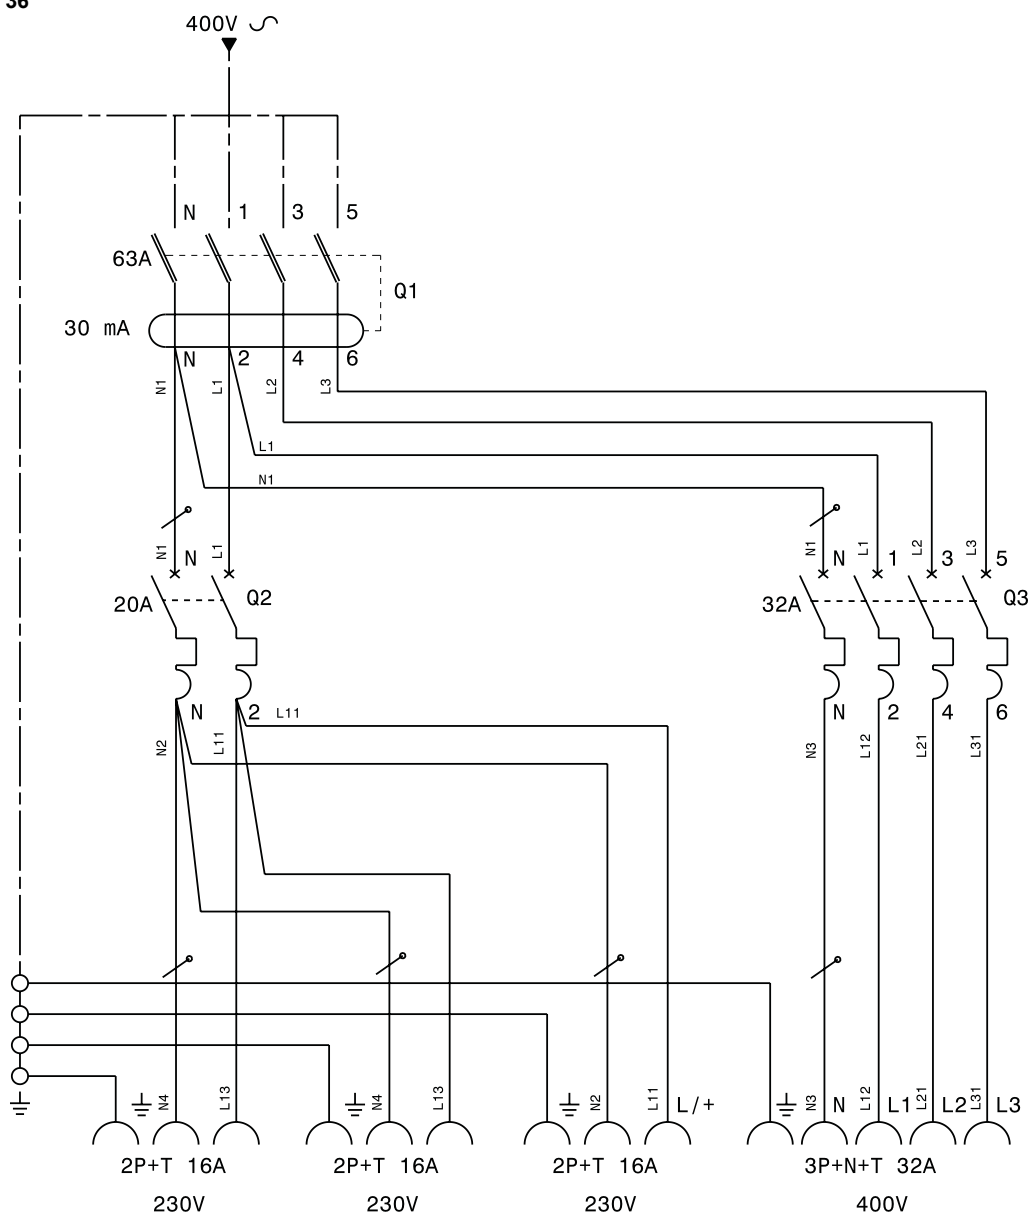 36
400V
N 1 3 5
63A
Q1
30 mA
N 2 4 6
N1 L1 L2 L3
L1
N1
N1 N L1
N1 N L1 1 L2 3 L3 5
20A Q2
32A Q3
N 2 L11
N 2 4 6
N2 L11
N3 L12 L21 L31
N4 L13 N4 L13 N2 L11 L/+ N3 N L12 L1 L21 L2 L31 L3
2P+T 16A 2P+T 16A 2P+T 16A 3P+N+T 32A
230V 230V 230V 400V